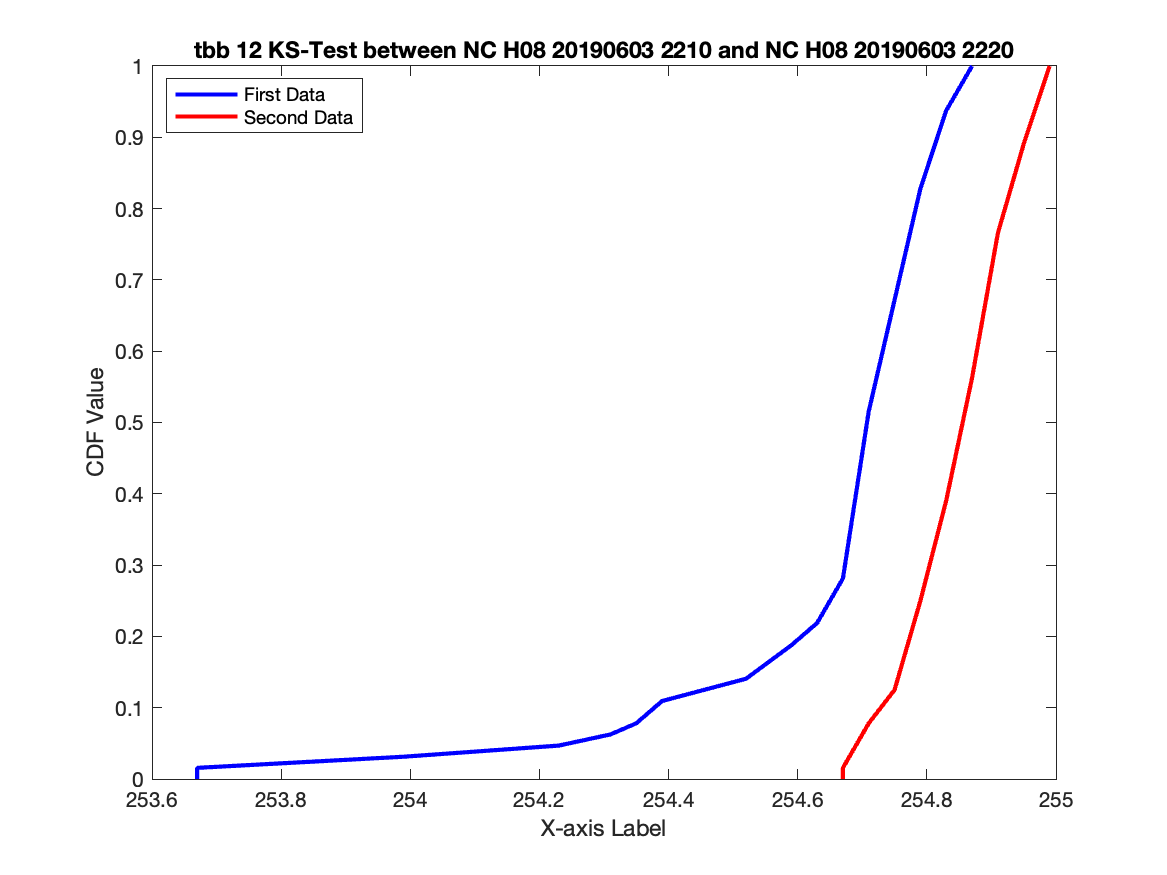 tbb 12 KS-Test between NC H08 20190603 2210 and NC H08 20190603 2220
First Data
Second Data
1
0.9
0.8
0.7
0.6
0.5
0.4
0.3
0.2
0.1
0
CDF Value
253.6 253.8 254 254.2 254.4 254.6 254.8 255
X-axis Label